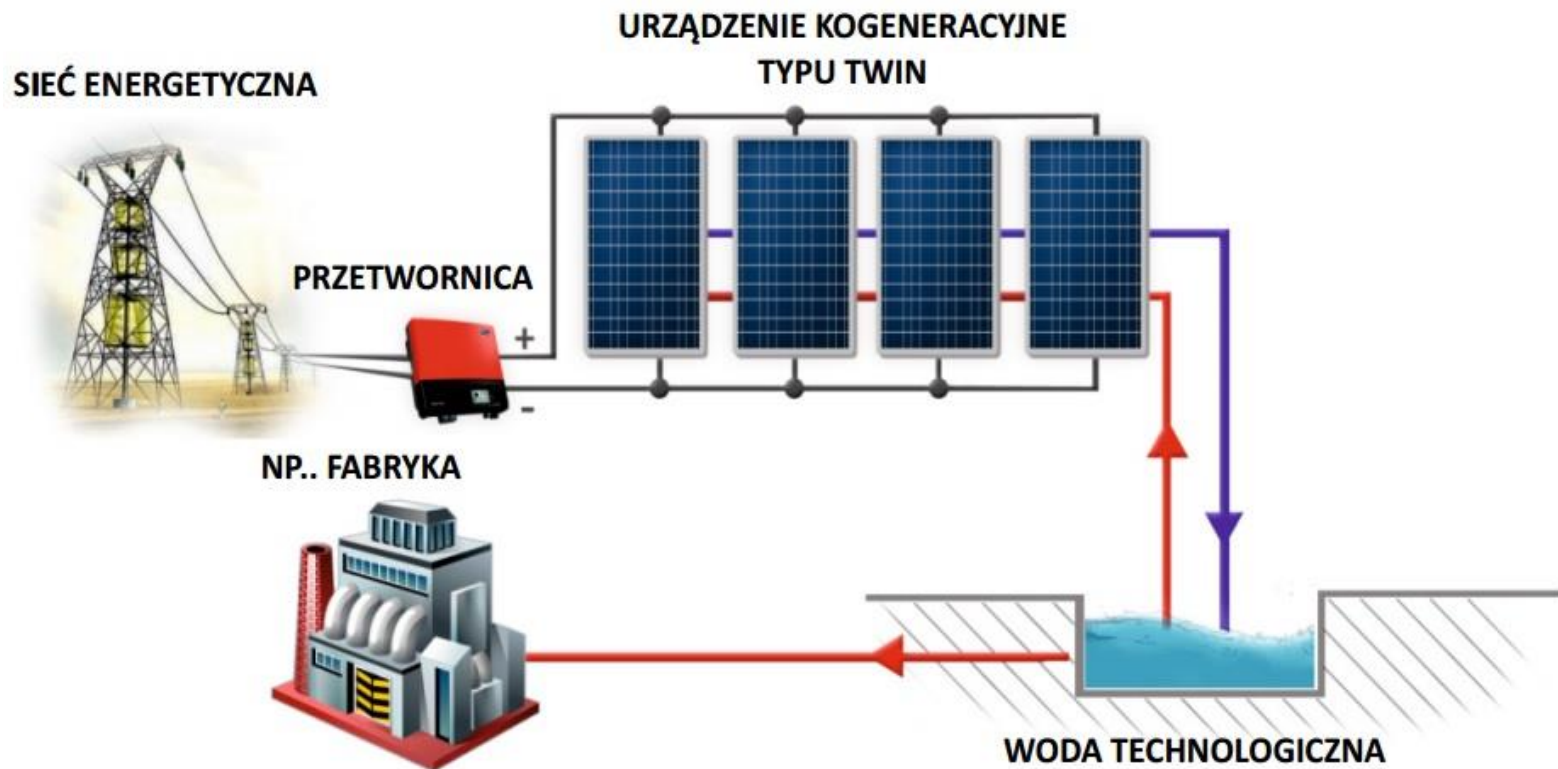 URZĄDZENIE KOGENERACYJNE
TYPU TWIN
SIEĆ ENERGETYCZNA
PRZETWORNICA
+
-
NP.. FABRYKA
WODA TECHNOLOGICZNA